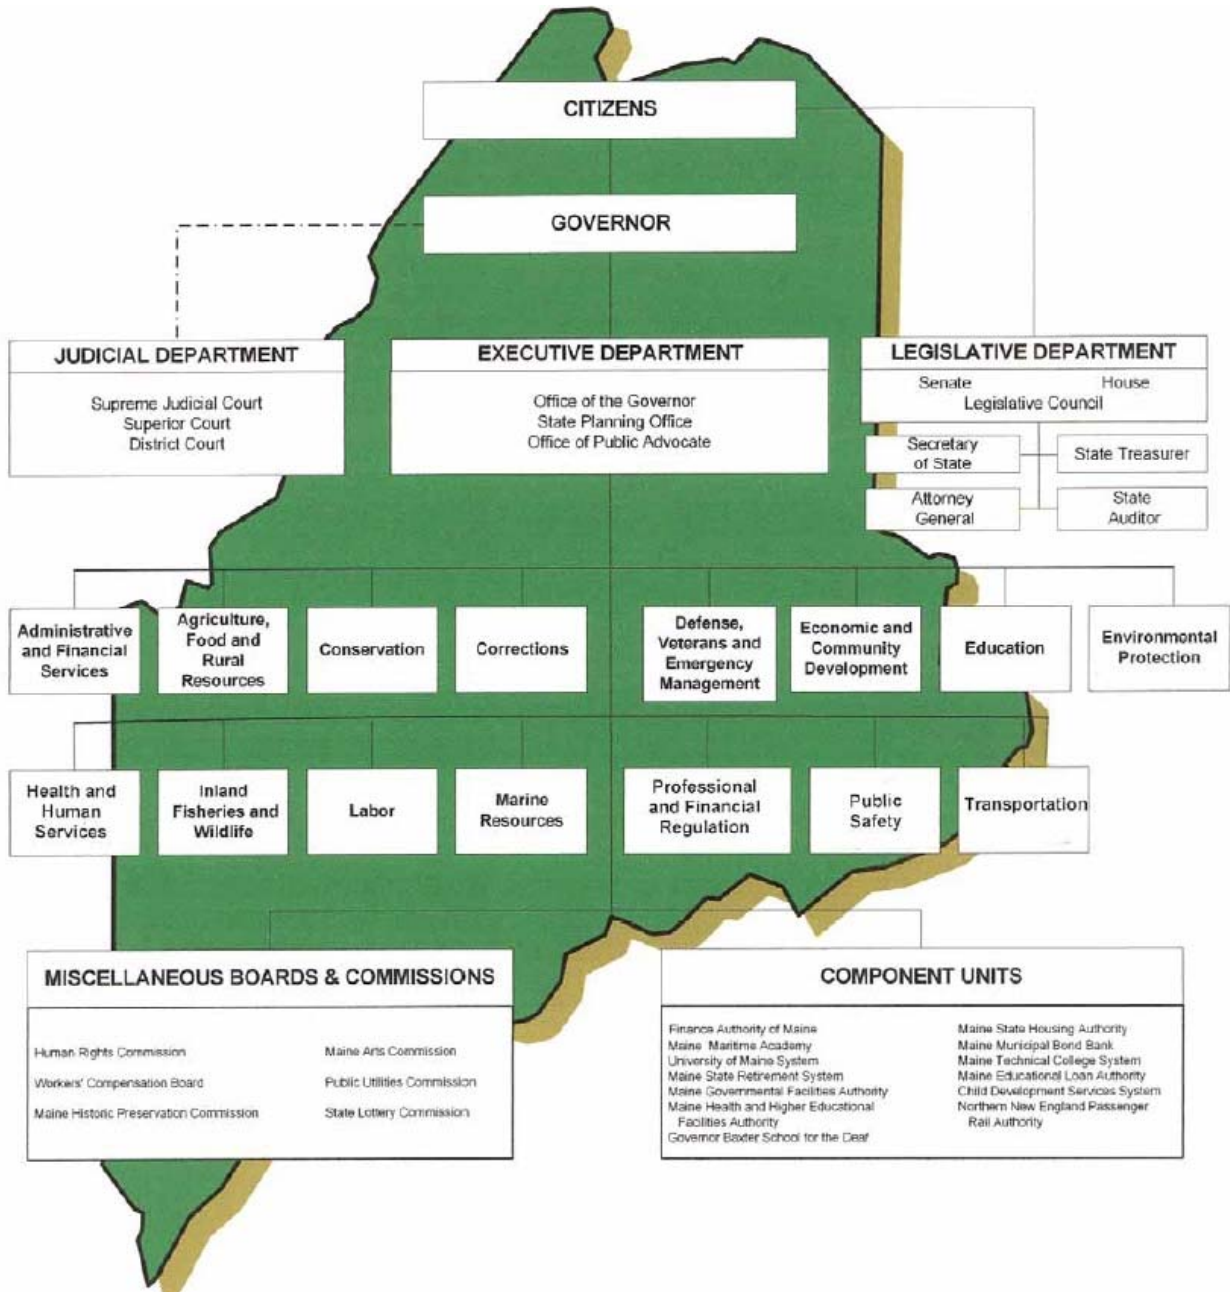 CITIZENS
GOVERNOR
JUDICIAL DEPARTMENT
Supreme Judicial Court
Superior Court
District Court
EXECUTIVE DEPARTMENT
Office of the Governor
State Planning Office
Office of Public Advocate
LEGISLATIVE DEPARTMENT
Senate House
Legislative Council
Secretary
of State
State Treasurer
Attorney
General
State
Auditor
Administrative
and Financial
Services
Agriculture,
Food and
Rural
Resources
Conservation
Corrections
Defense,
Veterans and
Emergency
Management
Economic and
Community
Development
Education
Environmental
Protection
Health and
Human
Services
Inland
Fisheries and
Wildlife
Labor
Marine
Resources
Professional
and Financial
Regulation
Public
Safety
Transportation
MISCELLANEOUS BOARDS & COMMISSIONS
Human Rights Commission
Workers' Compensation Board
Maine Historic Preservation Commission
Maine Arts Commission
Public Utilities Commission
State Lottery Commission
COMPONENT UNITS
Finance Authority of Maine
Maine Maritime Academy
University of Maine System
Maine State Retirement System
Maine Governmental Facilities Authority
Maine Health and Higher Educational
Facilities Authority
Governor Baxter School for the Deaf
Maine State Housing Authority
Maine Municipal Bond Bank
Maine Technical College System
Maine Educational Loan Authority
Child Development Services System
Northern New England Passenger
Rail Authority